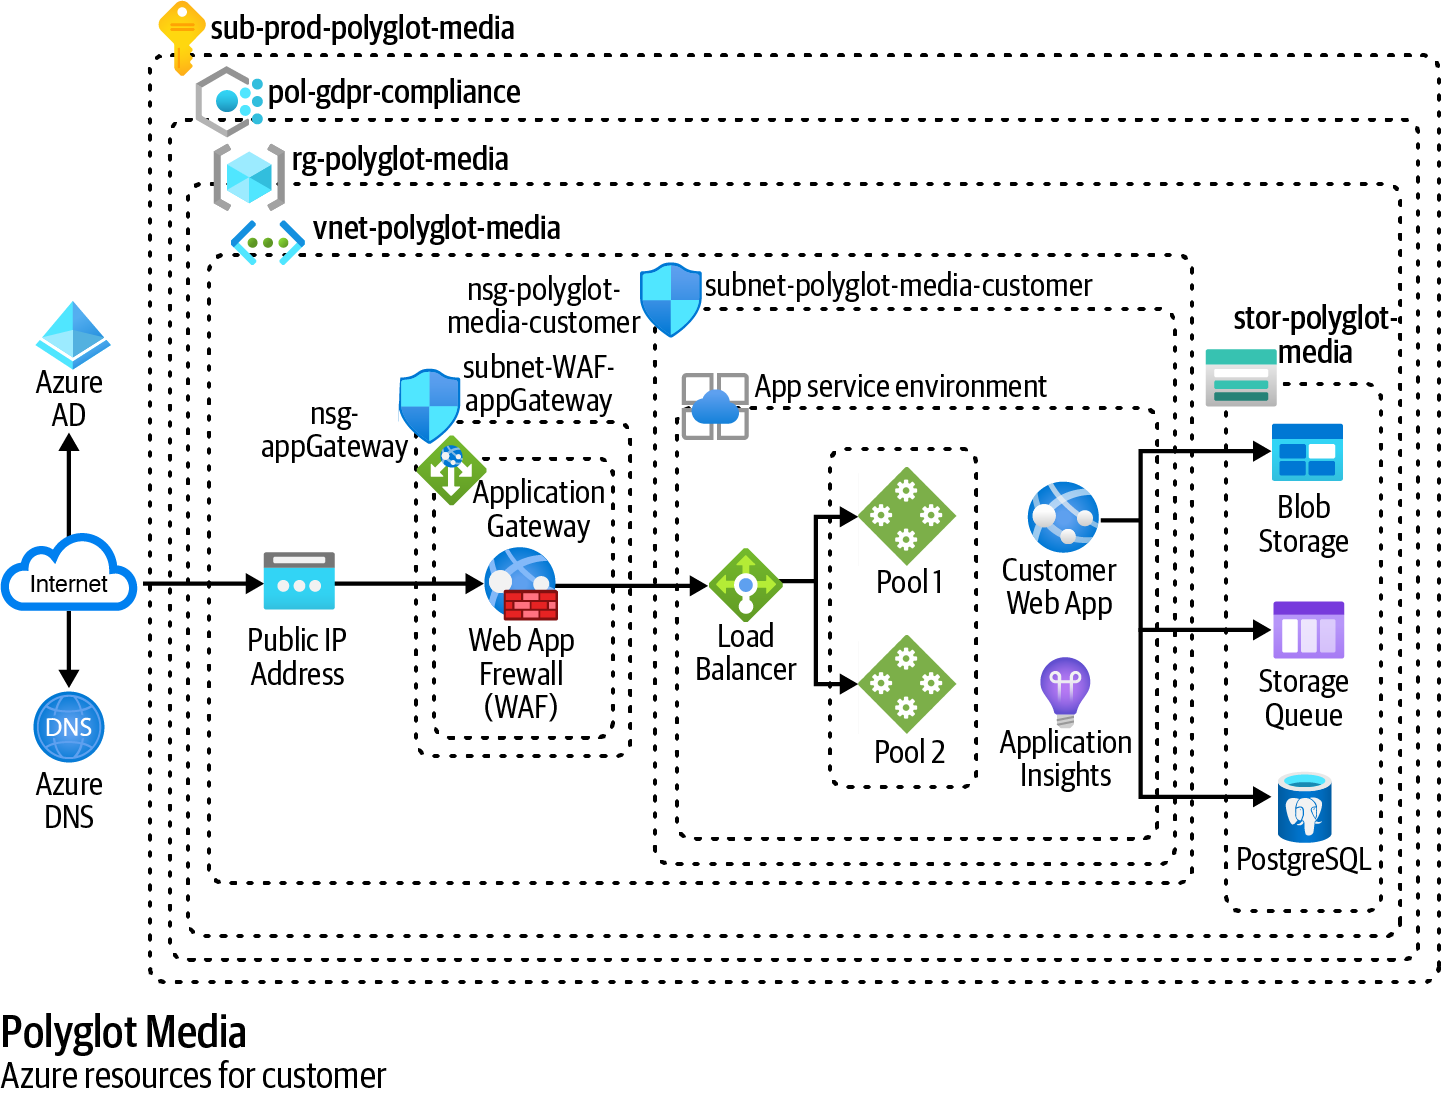 sub-prod-polyglot-media
pol-gdpr-compliance
rg-polyglot-media
vnet-polyglot-media
nsg-polyglot-
media-customer
subnet-polyglot-media-customer
stor-polyglot-
media
subnet-WAF-
appGateway
nsg-
appGateway
App service environment
Azure
AD
Internet
DNS
Azure
DNS
Public IP
Address
Application
Gateway
Web App
Frewall
(WAF)
Load
Balancer
Pool 1
Pool 2
Customer
Web App
Application
Insights
Blob
Storage
Storage
Queue
PostgreSQL
Polyglot Media
Azure resources for customer